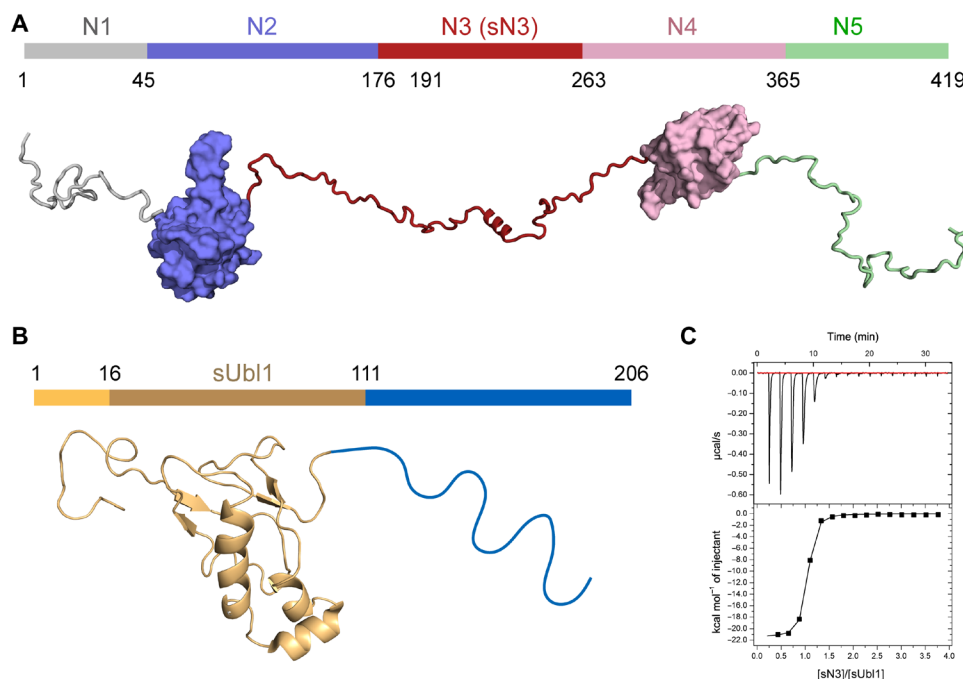 A
N1 N2 N3 (sN3) N4 N5
1 45 176 191 263 365 419
B
1 16 sUbl1 111 206
C
Time (min)
0 10 20 30
0.00
−0.10
−0.20
−0.30
−0.40
−0.50
−0.60
μcal/s
0.0
−2.0
−4.0
−6.0
−8.0
−10.0
−12.0
−14.0
−16.0
−18.0
−20.0
−22.0
kcal mol⁻¹ of injectant
0.0 0.5 1.0 1.5 2.0 2.5 3.0 3.5 4.0
[sN3]/[sUbl1]